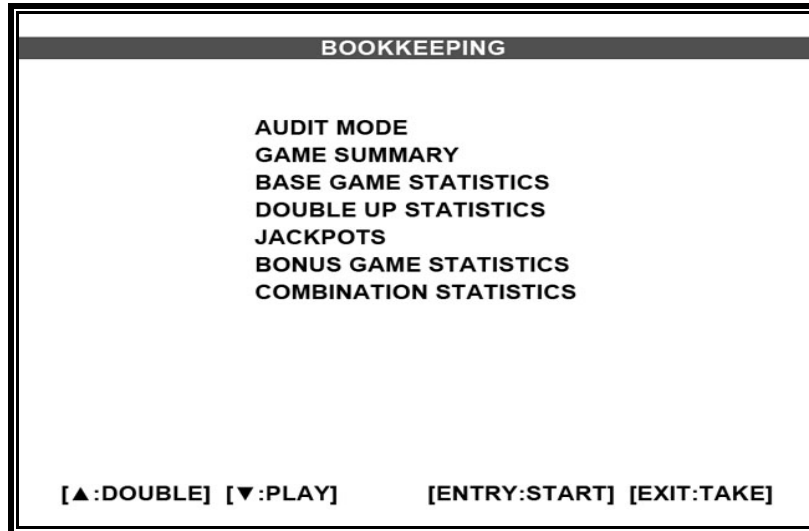 BOOKKEEPING
AUDIT MODE
GAME SUMMARY
BASE GAME STATISTICS
DOUBLE UP STATISTICS
JACKPOTS
BONUS GAME STATISTICS
COMBINATION STATISTICS
[▲:DOUBLE] [▼:PLAY] [ENTRY:START] [EXIT:TAKE]